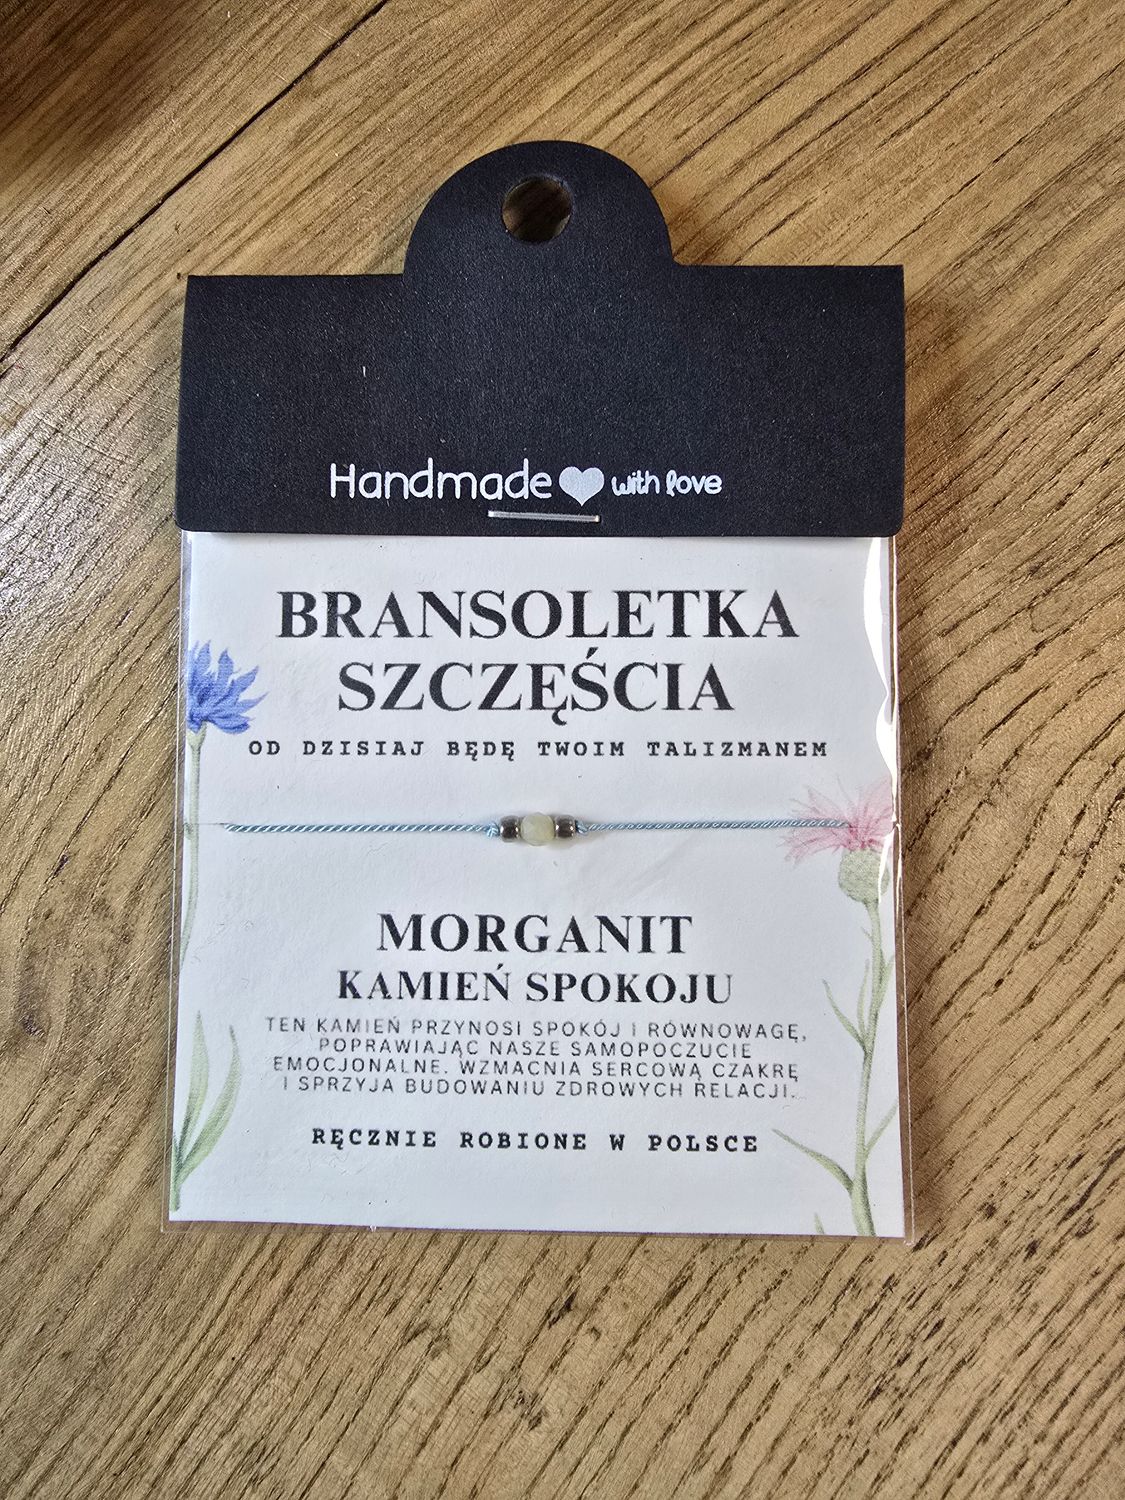 Handmade with love
BRANSOLETKA
SZCZĘŚCIA
OD DZISIAJ BĘDĘ TWOIM TALIZMANEM
MORGANIT
KAMIEŃ SPOKOJU
TEN KAMIEŃ PRZYNOSI SPOKÓJ I RÓWNOWAGĘ,
POPRAWIAJĄC NASZE SAMOPOCZUCIE
EMOCJONALNE. WZMACNIA SERCOWĄ CZAKRĘ
I SPRZYJA BUDOWANIU ZDROWYCH RELACJI.
RĘCZNIE ROBIONE W POLSCE